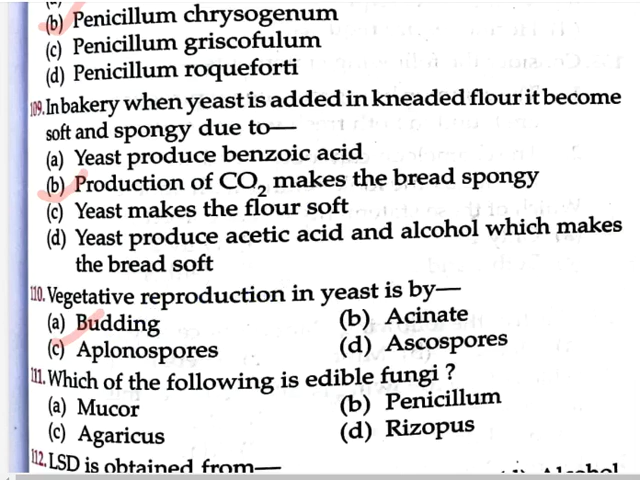 (b) Penicillum chrysogenum
(c) Penicillum griscofulum
(d) Penicillum roqueforti
109. In bakery when yeast is added in kneaded flour it become
soft and spongy due to—
(a) Yeast produce benzoic acid
(b) Production of CO₂ makes the bread spongy
(c) Yeast makes the flour soft
(d) Yeast produce acetic acid and alcohol which makes
the bread soft
110. Vegetative reproduction in yeast is by—
(a) Budding (b) Acinate
(c) Aplonospores (d) Ascospores
111. Which of the following is edible fungi ?
(a) Mucor (b) Penicillum
(c) Agaricus (d) Rizopus
112. LSD is obtained from—